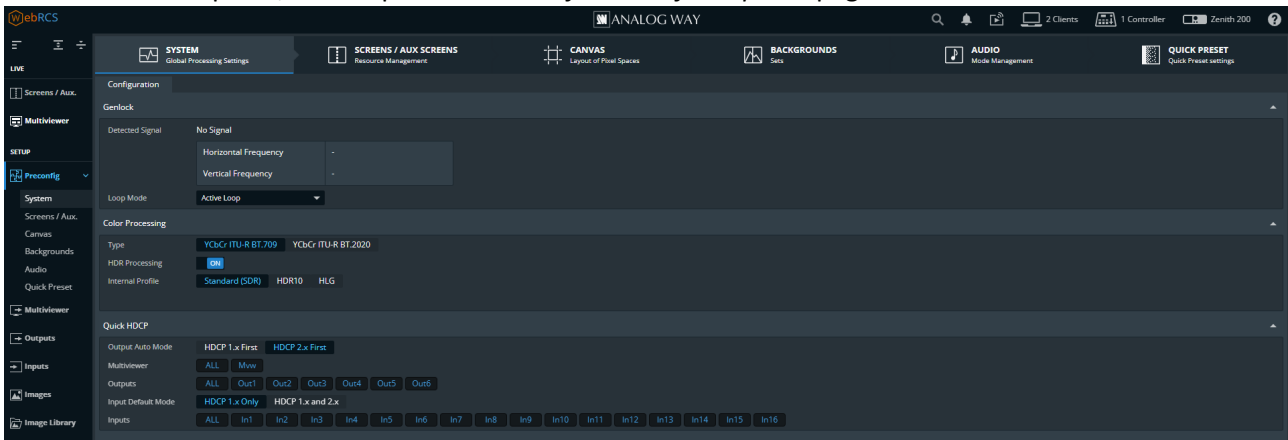 WebRCS
ANALOG WAY
2 Clients
1 Controller
Zenith 200
?
LIVE
Screens / Aux.
Multiviewer
SETUP
Preconfig
System
Screens / Aux.
Canvas
Backgrounds
Audio
Quick Preset
Multiviewer
Outputs
Inputs
Images
Image Library
SYSTEM
Global Processing Settings
SCREENS / AUX SCREENS
Resource Management
CANVAS
Layout of Pixel Spaces
BACKGROUNDS
Sets
AUDIO
Mode Management
QUICK PRESET
Quick Preset settings
Configuration
Genlock
Detected Signal No Signal
Horizontal Frequency -
Vertical Frequency -
Loop Mode Active Loop
Color Processing
Type YCbCr ITU-R BT.709 YCbCr ITU-R BT.2020
HDR Processing ON
Internal Profile Standard (SDR) HDR10 HLG
Quick HDCP
Output Auto Mode HDCP 1.x First HDCP 2.x First
Multiviewer ALL Mvw
Outputs ALL Out1 Out2 Out3 Out4 Out5 Out6
Input Default Mode HDCP 1.x Only HDCP 1.x and 2.x
Inputs ALL In1 In2 In3 In4 In5 In6 In7 In8 In9 In10 In11 In12 In13 In14 In15 In16